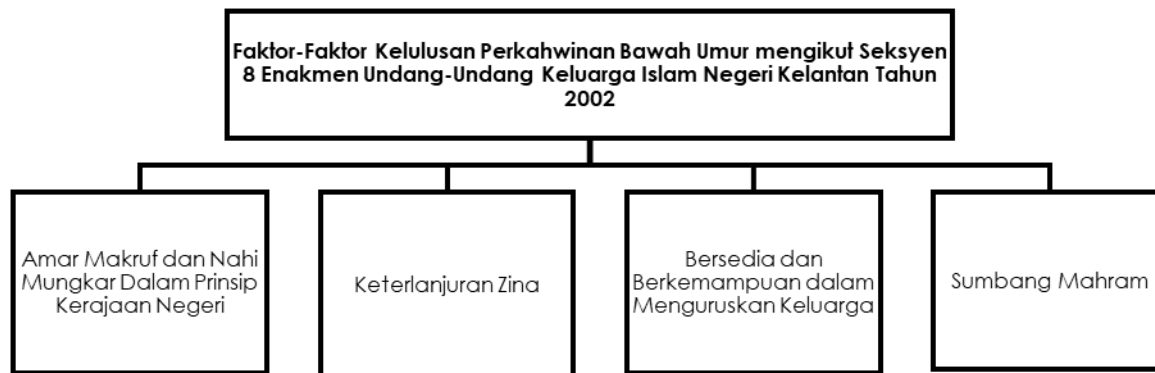 Faktor-Faktor Kelulusan Perkahwinan Bawah Umur mengikut Seksyen
8 Enakmen Undang-Undang Keluarga Islam Negeri Kelantan Tahun
2002
Amar Makruf dan Nahi
Mungkar Dalam Prinsip
Kerajaan Negeri
Keterlanjuran Zina
Bersedia dan
Berkemampuan dalam
Menguruskan Keluarga
Sumbang Mahram